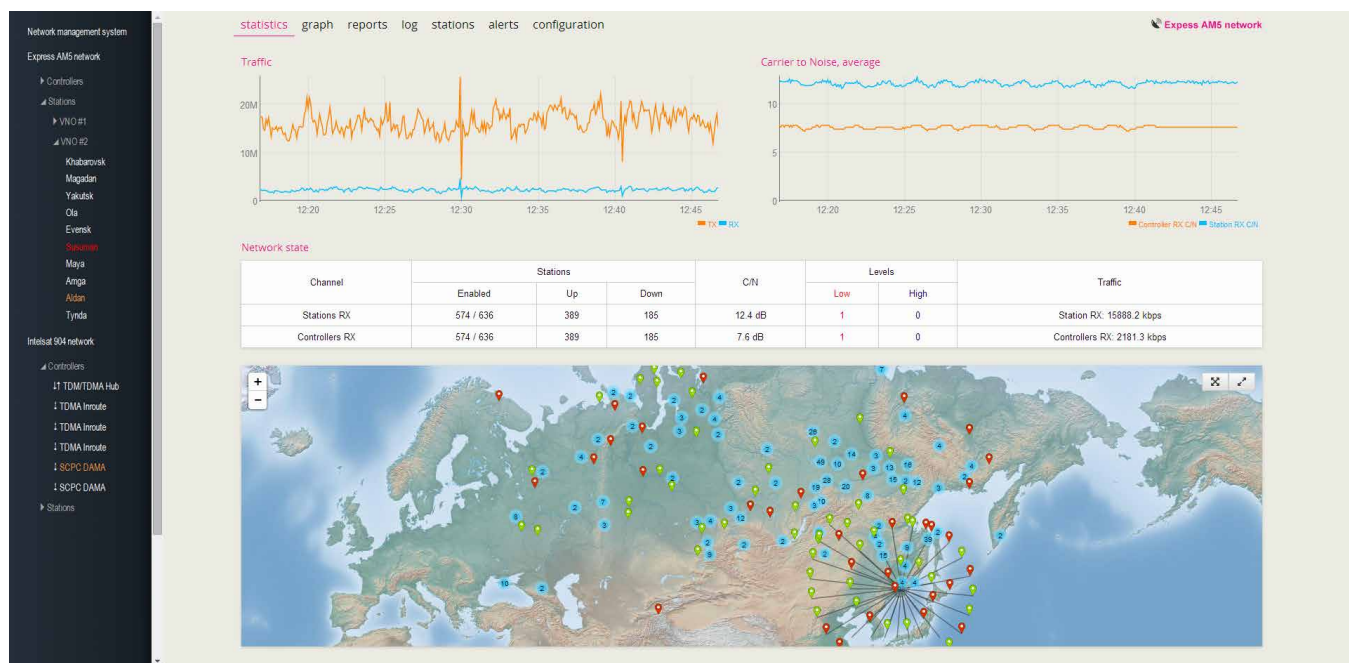 Network management system
Express AM5 network
Controllers
Stations
VNO #1
VNO #2
Khabarovsk
Magadan
Yakutsk
Ola
Evensk
Susuman
Maya
Amga
Aldan
Tynda
Intelsat 904 network
Controllers
TDM/TDMA Hub
TDMA Inroute
TDMA Inroute
TDMA Inroute
SCPC DAMA
SCPC DAMA
Stations
statistics graph reports log stations alerts configuration
Expess AM5 network
Traffic
20M
10M
0
12:20 12:25 12:30 12:35 12:40 12:45
TX RX
Carrier to Noise, average
10
5
0
12:20 12:25 12:30 12:35 12:40 12:45
Controller RX C/N Station RX C/N
Network state
Channel Stations C/N Levels Traffic
Enabled Up Down Low High
Stations RX 574 / 636 389 185 12.4 dB 1 0 Station RX: 15888.2 kbps
Controllers RX 574 / 636 389 185 7.6 dB 1 0 Controllers RX: 2181.3 kbps
+
−